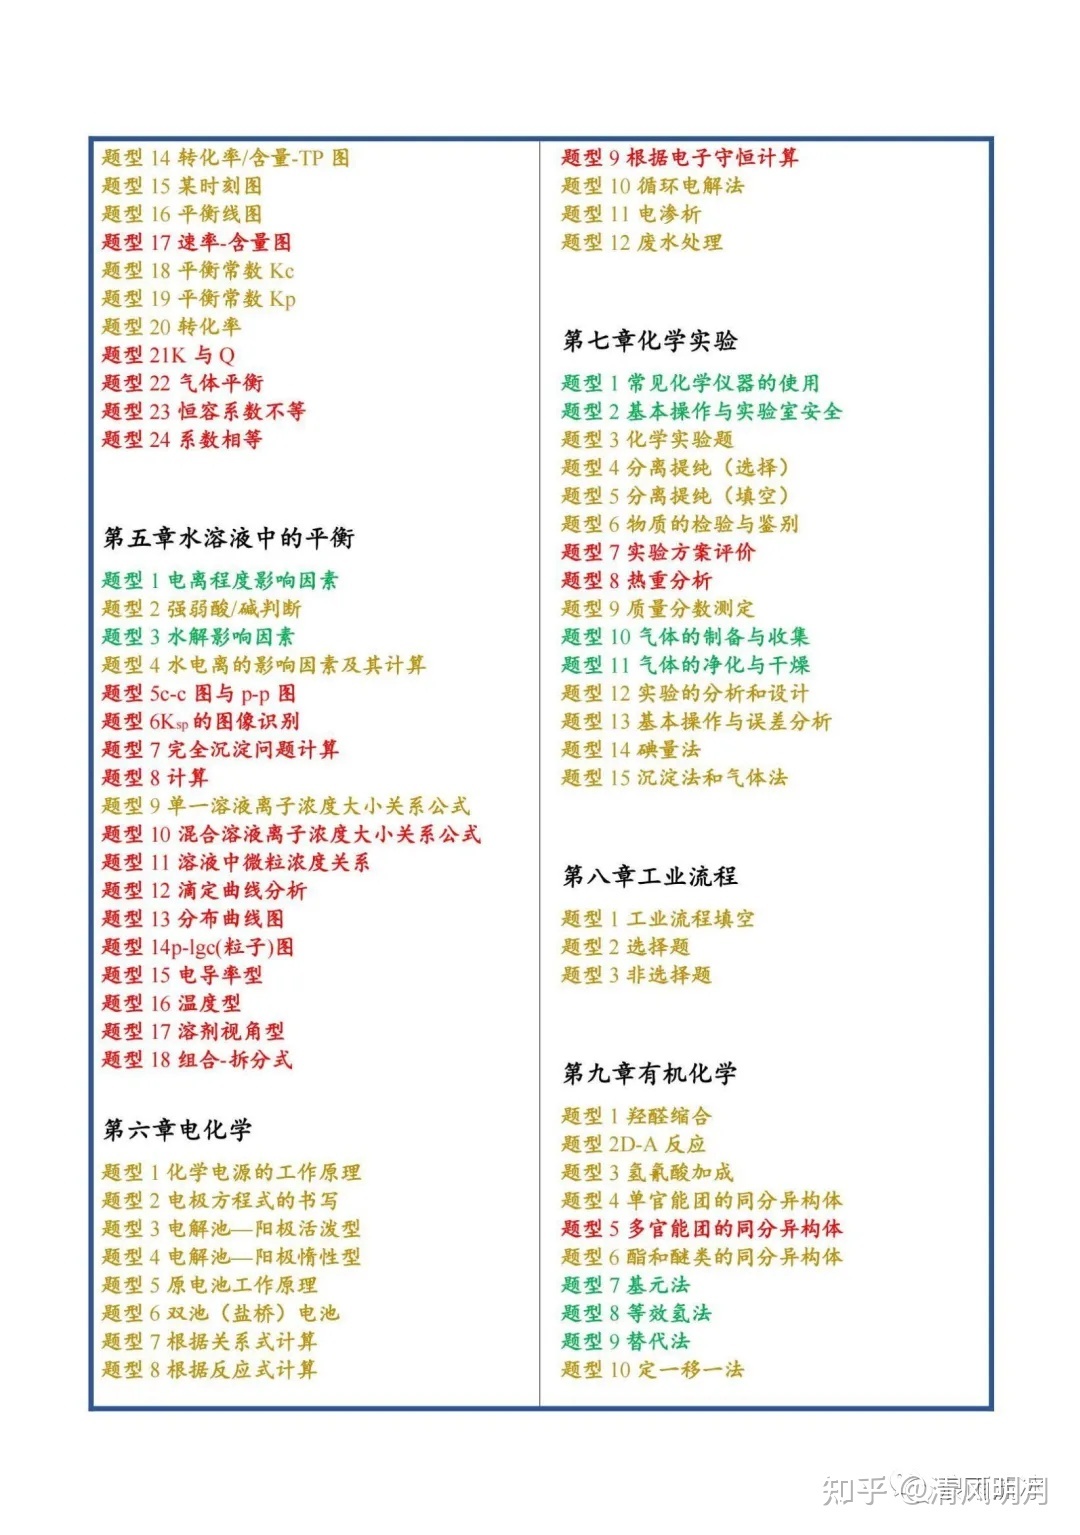 题型 14 转化率/含量-TP 图
题型 15 某时刻图
题型 16 平衡线图
题型 17 速率-含量图
题型 18 平衡常数 Kc
题型 19 平衡常数 Kp
题型 20 转化率
题型 21K 与 Q
题型 22 气体平衡
题型 23 恒容系数不等
题型 24 系数相等
第五章水溶液中的平衡
题型 1 电离程度影响因素
题型 2 强弱酸/碱判断
题型 3 水解影响因素
题型 4 水电离的影响因素及其计算
题型 5c-c 图与 p-p 图
题型 6Ksp 的图像识别
题型 7 完全沉淀问题计算
题型 8 计算
题型 9 单一溶液离子浓度大小关系公式
题型 10 混合溶液离子浓度大小关系公式
题型 11 溶液中微粒浓度关系
题型 12 滴定曲线分析
题型 13 分布曲线图
题型 14p-lgc(粒子)图
题型 15 电导率型
题型 16 温度型
题型 17 溶剂视角型
题型 18 组合-拆分式
第六章电化学
题型 1 化学电源的工作原理
题型 2 电极方程式的书写
题型 3 电解池—阳极活泼型
题型 4 电解池—阳极惰性型
题型 5 原电池工作原理
题型 6 双池（盐桥）电池
题型 7 根据关系式计算
题型 8 根据反应式计算
题型 9 根据电子守恒计算
题型 10 循环电解法
题型 11 电渗析
题型 12 废水处理
第七章化学实验
题型 1 常见化学仪器的使用
题型 2 基本操作与实验室安全
题型 3 化学实验题
题型 4 分离提纯（选择）
题型 5 分离提纯（填空）
题型 6 物质的检验与鉴别
题型 7 实验方案评价
题型 8 热重分析
题型 9 质量分数测定
题型 10 气体的制备与收集
题型 11 气体的净化与干燥
题型 12 实验的分析和设计
题型 13 基本操作与误差分析
题型 14 碘量法
题型 15 沉淀法和气体法
第八章工业流程
题型 1 工业流程填空
题型 2 选择题
题型 3 非选择题
第九章有机化学
题型 1 羟醛缩合
题型 2D-A 反应
题型 3 氢氰酸加成
题型 4 单官能团的同分异构体
题型 5 多官能团的同分异构体
题型 6 酯和醚类的同分异构体
题型 7 基元法
题型 8 等效氢法
题型 9 替代法
题型 10 定一移一法
知乎 @清风明月